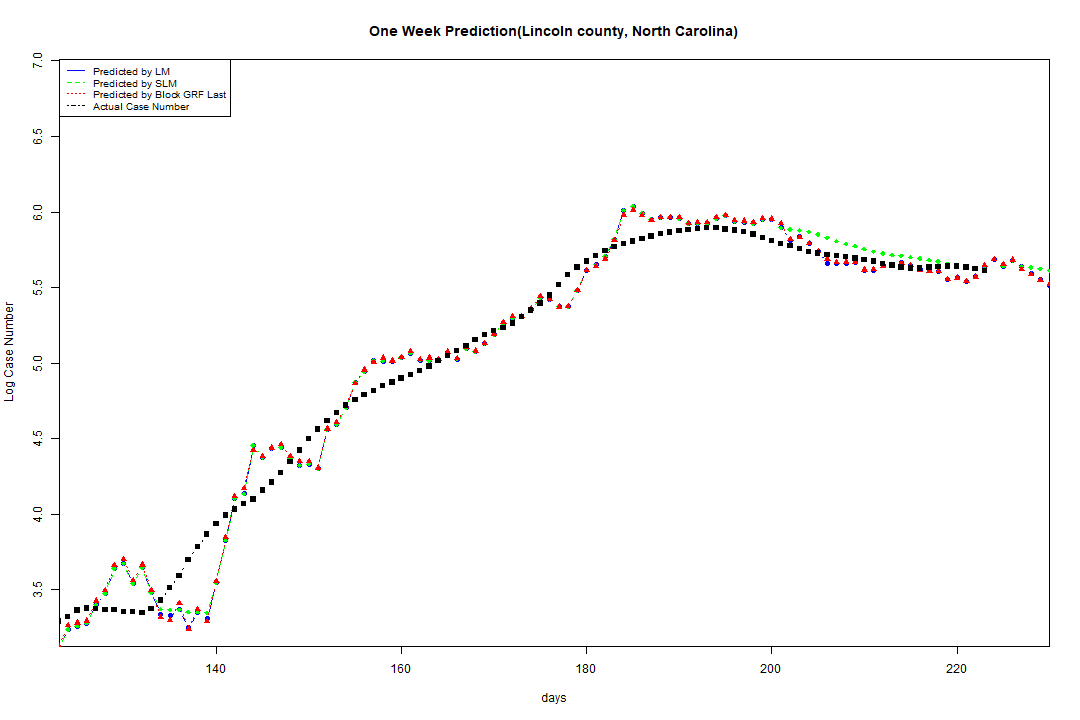 One Week Prediction(Lincoln county, North Carolina)
Predicted by LM
Predicted by SLM
Predicted by Block GRF Last
Actual Case Number
Log Case Number
7.0
6.5
6.0
5.5
5.0
4.5
4.0
3.5
140 160 180 200 220
days